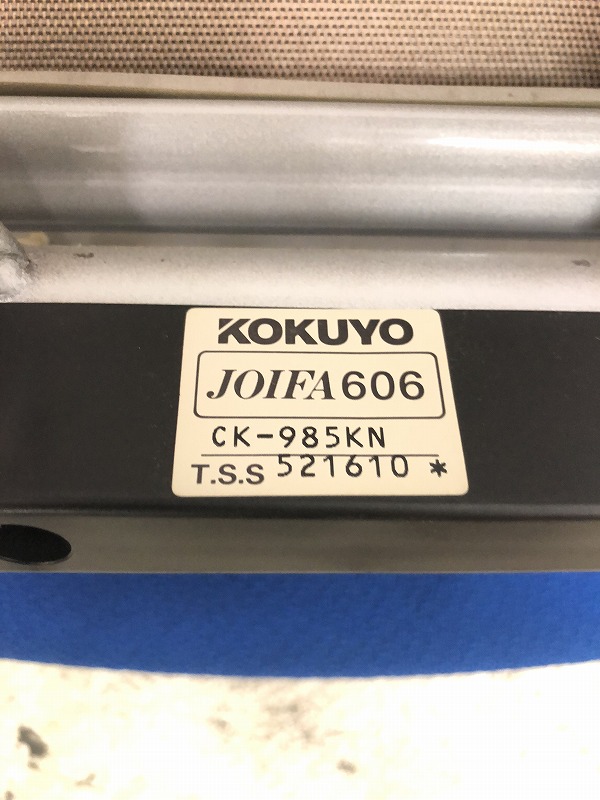 KOKUYO
JOIFA606
CK-985KN
T.S.S 521610 *